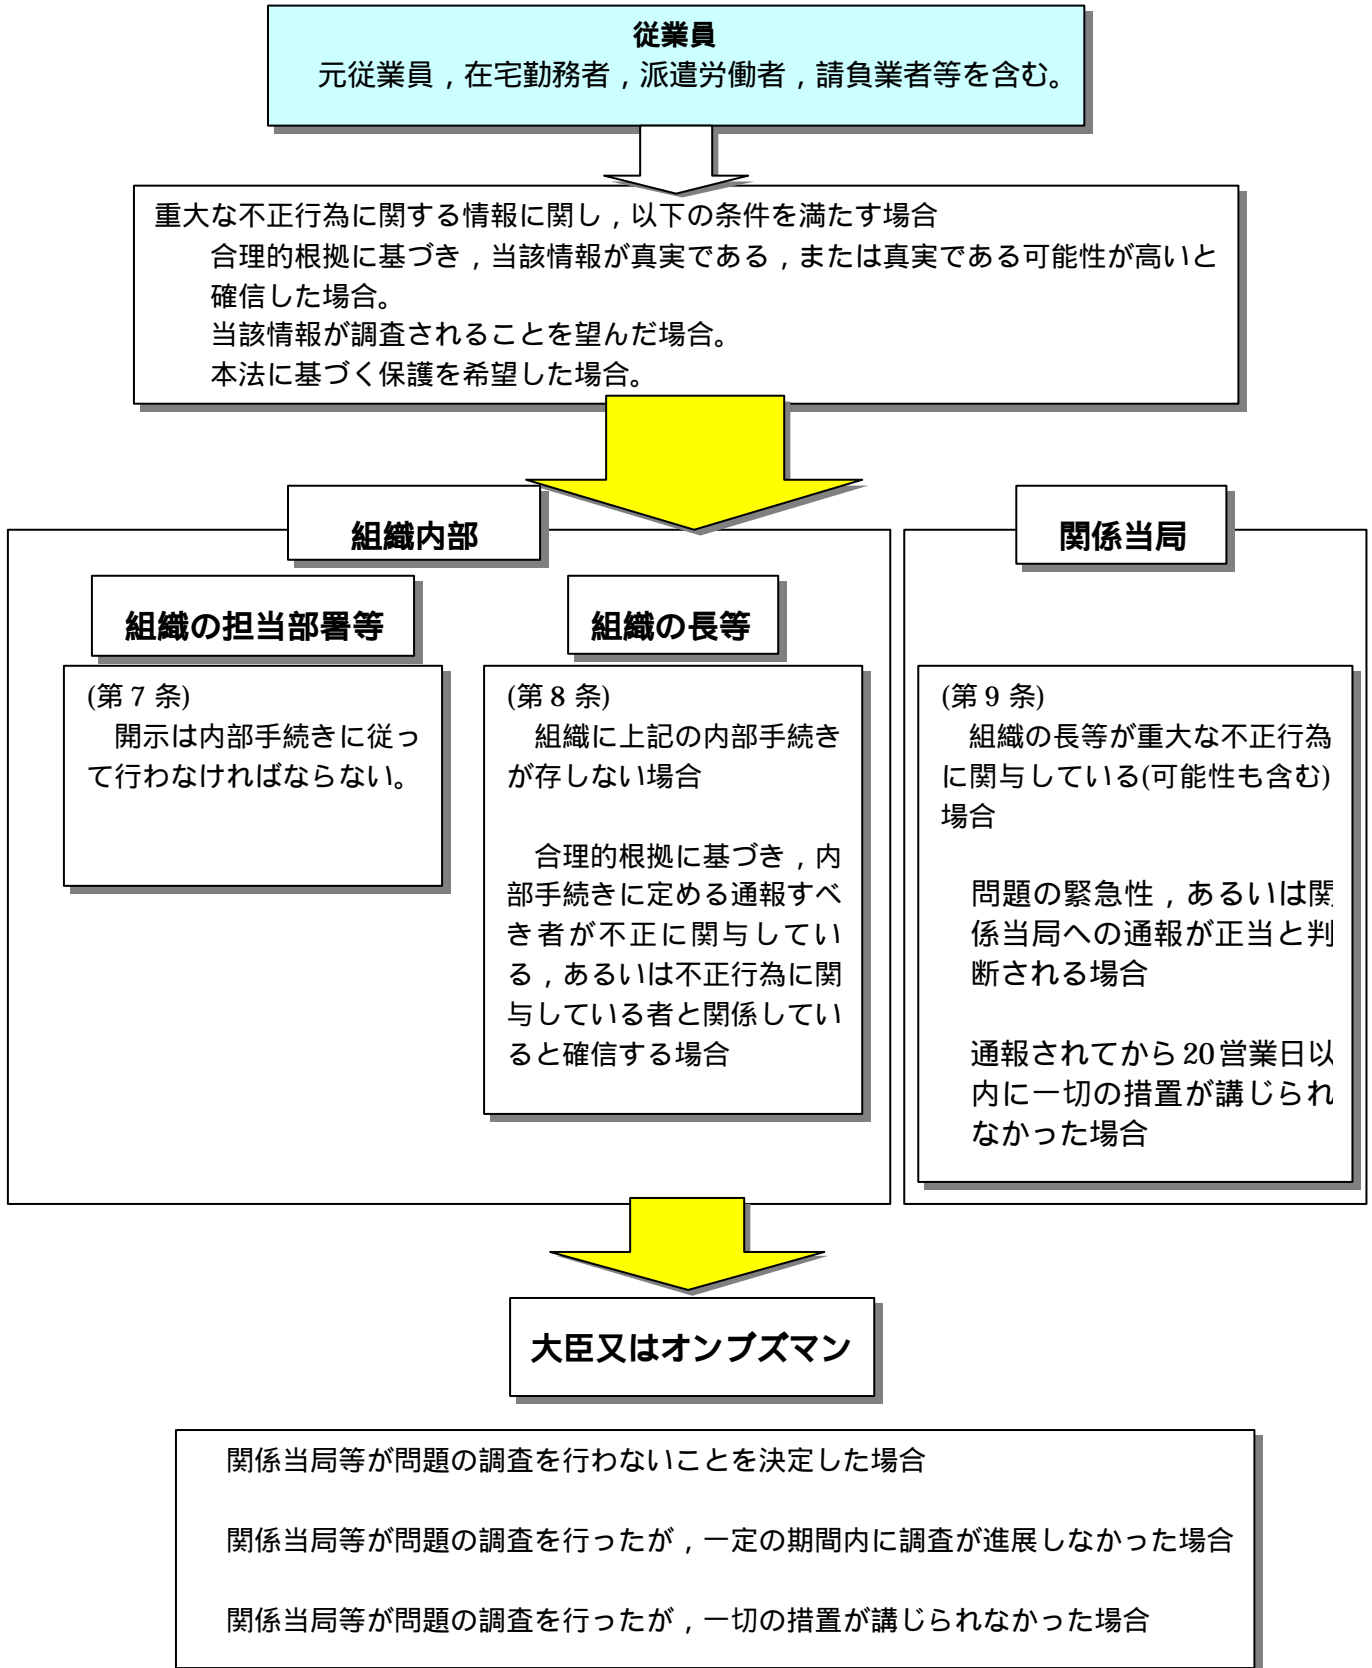 従業員
元従業員，在宅勤務者，派遣労働者，請負業者等を含む。
重大な不正行為に関する情報に関し，以下の条件を満たす場合
合理的根拠に基づき，当該情報が真実である，または真実である可能性が高いと
確信した場合。
当該情報が調査されることを望んだ場合。
本法に基づく保護を希望した場合。
組織内部
組織の担当部署等
(第 7 条)
開示は内部手続きに従っ
て行わなければならない。
組織の長等
(第 8 条)
組織に上記の内部手続き
が存しない場合
合理的根拠に基づき，内
部手続きに定める通報すべ
き者が不正に関与してい
る，あるいは不正行為に関
与している者と関係してい
ると確信する場合
関係当局
(第 9 条)
組織の長等が重大な不正行為
に関与している(可能性も含む)
場合
問題の緊急性，あるいは関
係当局への通報が正当と判
断される場合
通報されてから 20 営業日以
内に一切の措置が講じられ
なかった場合
大臣又はオンブズマン
関係当局等が問題の調査を行わないことを決定した場合
関係当局等が問題の調査を行ったが，一定の期間内に調査が進展しなかった場合
関係当局等が問題の調査を行ったが，一切の措置が講じられなかった場合